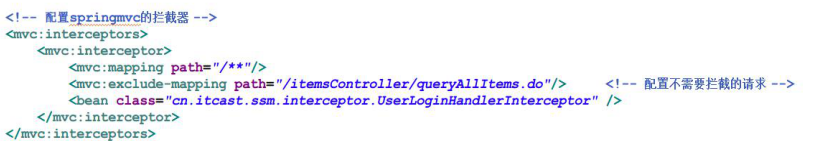 <!-- 配置springmvc的拦截器 -->
<mvc:interceptors>
<mvc:interceptor>
<mvc:mapping path="/**"/>
<mvc:exclude-mapping path="/itemsController/queryAllItems.do"/> <!-- 配置不需要拦截的请求 -->
<bean class="cn.itcast.ssm.interceptor.UserLoginHandlerInterceptor" />
</mvc:interceptor>
</mvc:interceptors>